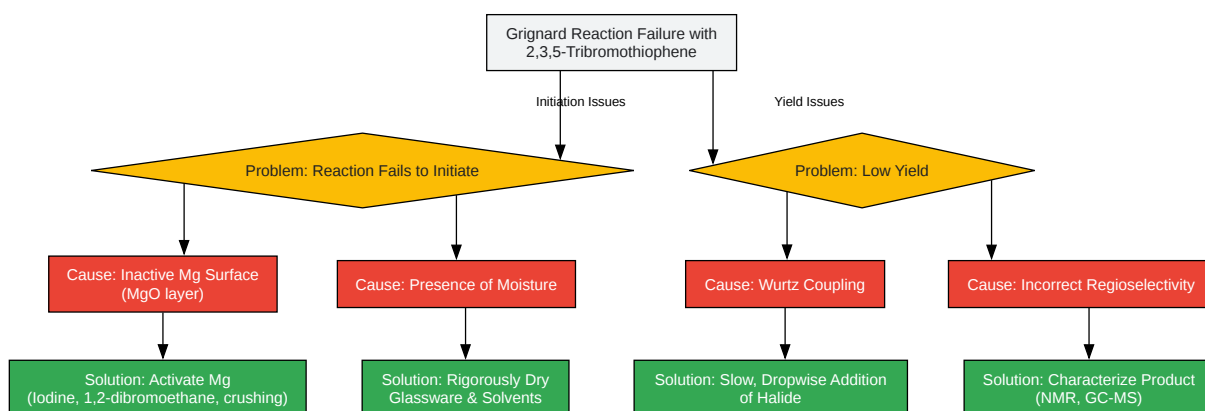 Grignard Reaction Failure with
2,3,5-Tribromothiophene
Initiation Issues
Yield Issues
Problem: Reaction Fails to Initiate
Problem: Low Yield
Cause: Inactive Mg Surface
(MgO layer)
Cause: Presence of Moisture
Cause: Wurtz Coupling
Cause: Incorrect Regioselectivity
Solution: Activate Mg
(Iodine, 1,2-dibromoethane, crushing)
Solution: Rigorously Dry
Glassware & Solvents
Solution: Slow, Dropwise Addition
of Halide
Solution: Characterize Product
(NMR, GC-MS)